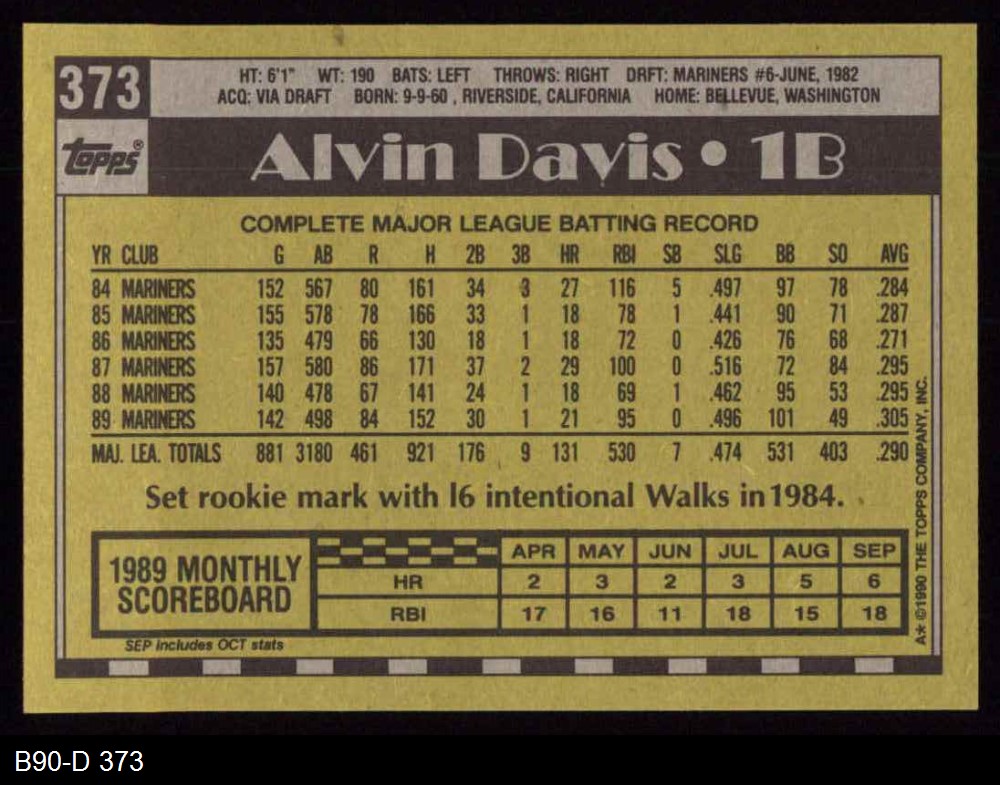 373
HT: 6'1" WT: 190 BATS: LEFT THROWS: RIGHT DRFT: MARINERS #6-JUNE, 1982
ACQ: VIA DRAFT BORN: 9-9-60 , RIVERSIDE, CALIFORNIA HOME: BELLEVUE, WASHINGTON
topps®
Alvin Davis • 1B
COMPLETE MAJOR LEAGUE BATTING RECORD
YR CLUB G AB R H 2B 3B HR RBI SB SLG BB SO AVG
84 MARINERS 152 567 80 161 34 3 27 116 5 .497 97 78 .284
85 MARINERS 155 578 78 166 33 1 18 78 1 .441 90 71 .287
86 MARINERS 135 479 66 130 18 1 18 72 0 .426 76 68 .271
87 MARINERS 157 580 86 171 37 2 29 100 0 .516 72 84 .295
88 MARINERS 140 478 67 141 24 1 18 69 1 .462 95 53 .295
89 MARINERS 142 498 84 152 30 1 21 95 0 .496 101 49 .305
MAJ. LEA. TOTALS 881 3180 461 921 176 9 131 530 7 .474 531 403 .290
Set rookie mark with 16 intentional Walks in 1984.
1989 MONTHLY
SCOREBOARD
APR MAY JUN JUL AUG SEP
HR 2 3 2 3 5 6
RBI 17 16 11 18 15 18
SEP includes OCT stats
A* ©1990 THE TOPPS COMPANY, INC.
B90-D 373